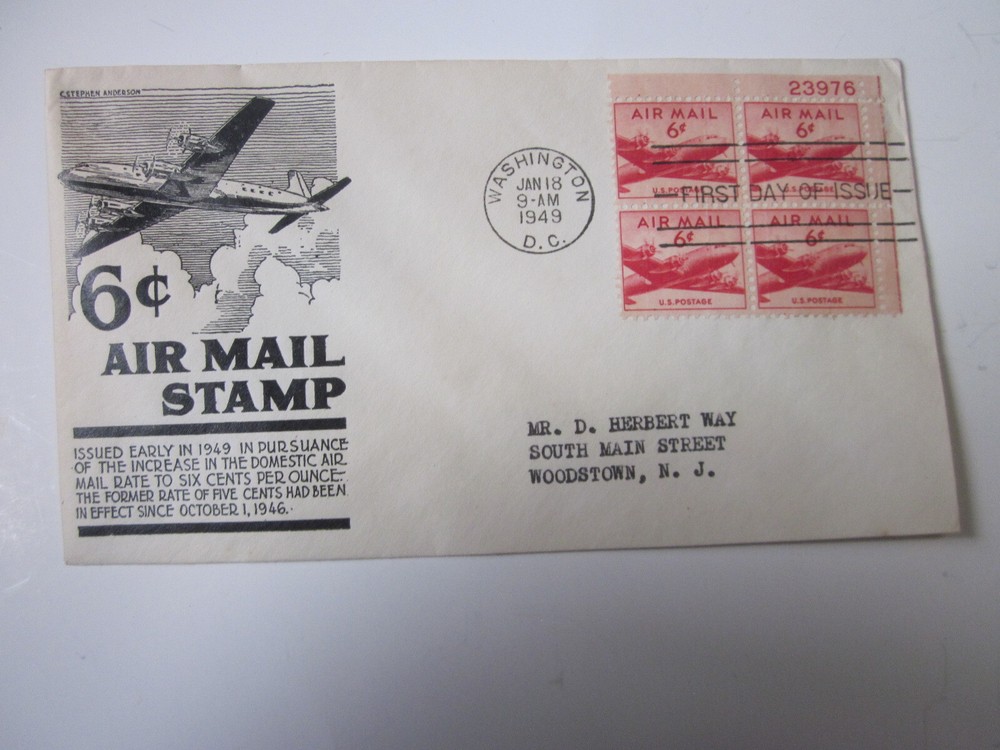 C. STEPHEN ANDERSON
6¢
AIR MAIL
STAMP
ISSUED EARLY IN 1949 IN PURSUANCE
OF THE INCREASE IN THE DOMESTIC AIR
MAIL RATE TO SIX CENTS PER OUNCE.
THE FORMER RATE OF FIVE CENTS HAD BEEN
IN EFFECT SINCE OCTOBER 1, 1946.
WASHINGTON
JAN 18
9-AM
1949
D.C.
23976
AIR MAIL
6¢
U.S. POSTAGE
AIR MAIL
6¢
U.S. POSTAGE
FIRST DAY OF ISSUE
AIR MAIL
6¢
U.S. POSTAGE
AIR MAIL
6¢
U.S. POSTAGE
MR. D. HERBERT WAY
SOUTH MAIN STREET
WOODSTOWN, N. J.